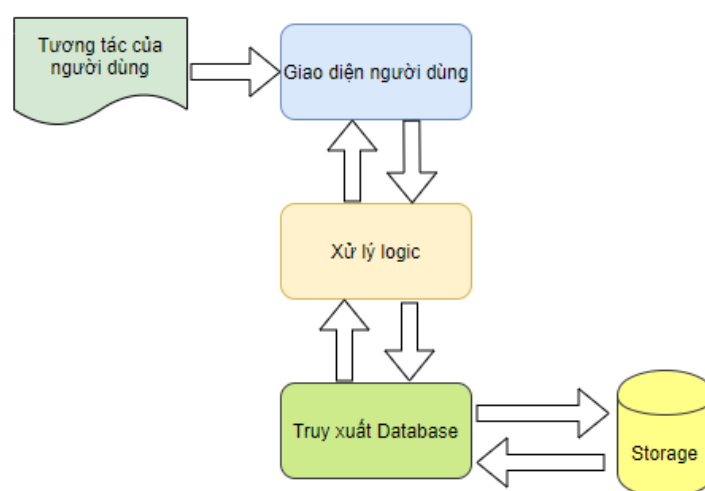 Tương tác của
người dùng
Giao diện người dùng
Xử lý logic
Truy xuất Database
Storage